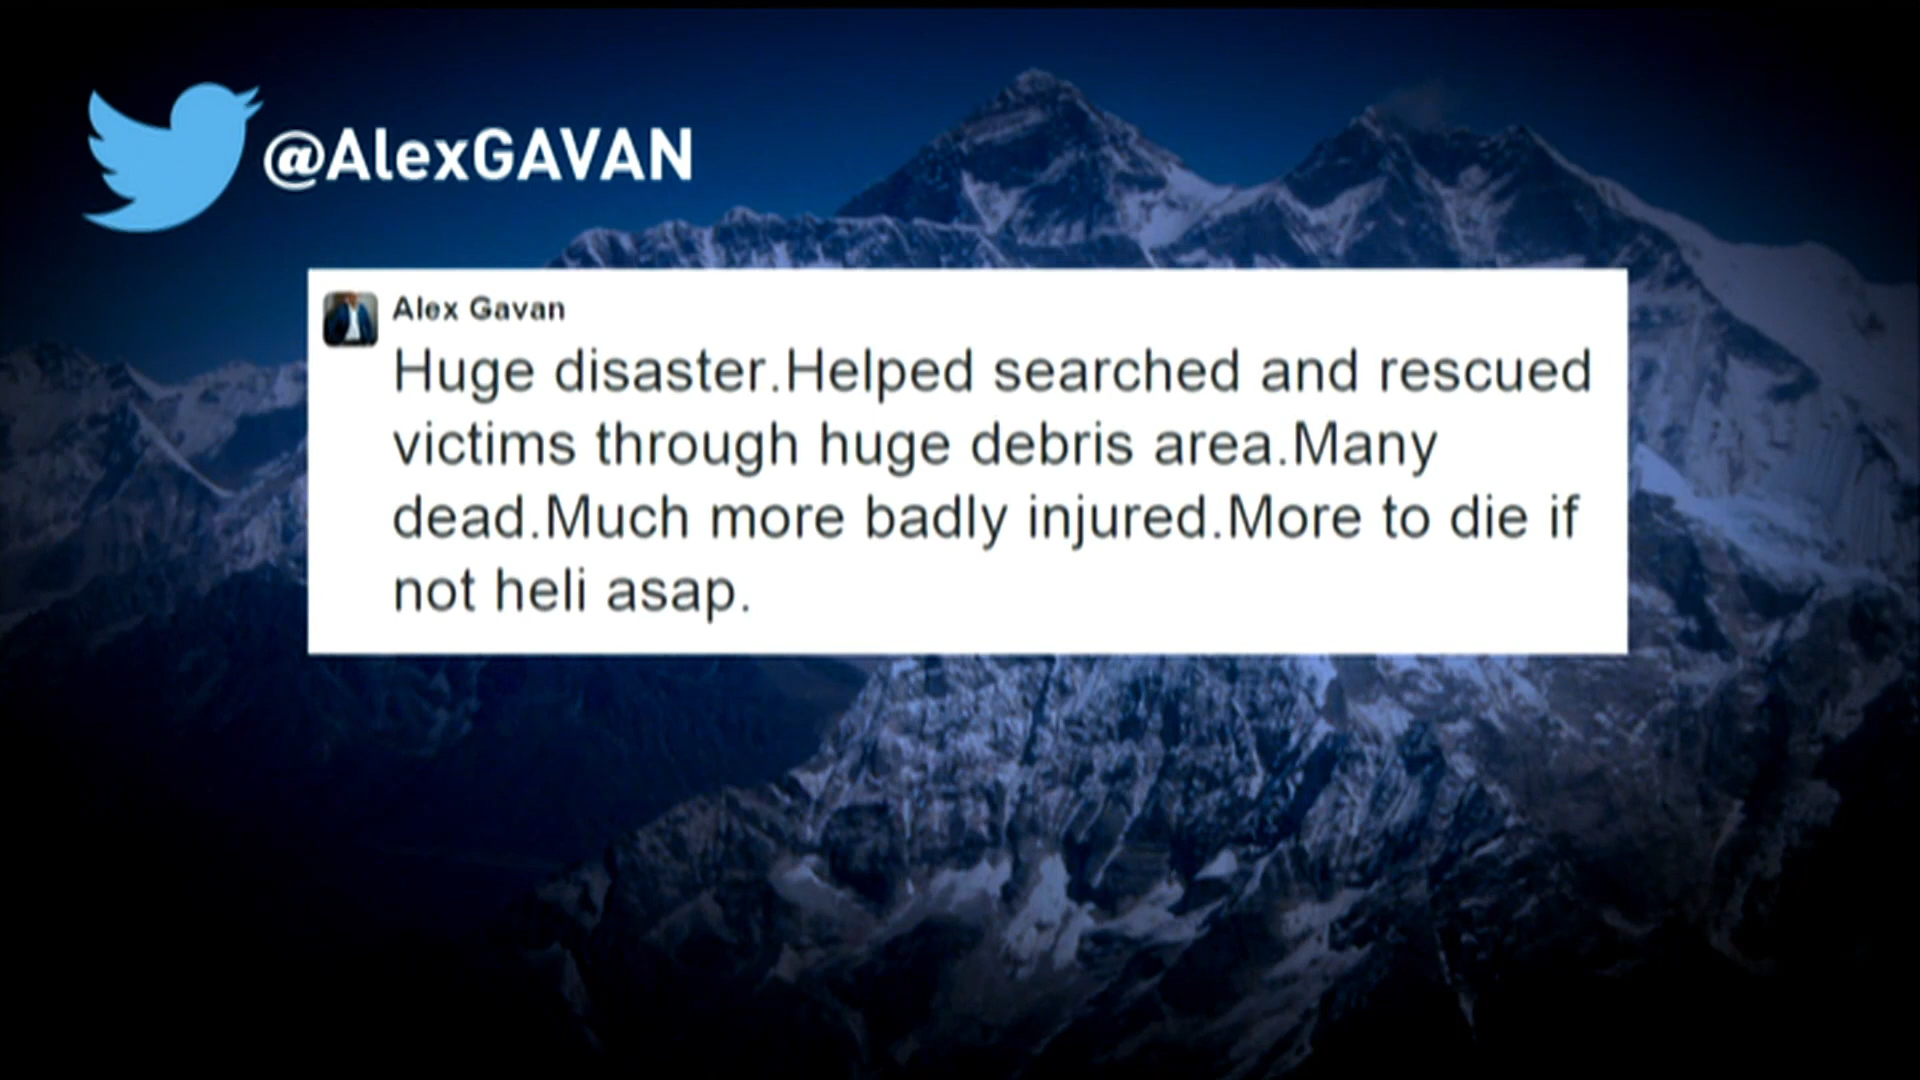 @AlexGAVAN
Alex Gavan
Huge disaster.Helped searched and rescued
victims through huge debris area.Many
dead.Much more badly injured.More to die if
not heli asap.